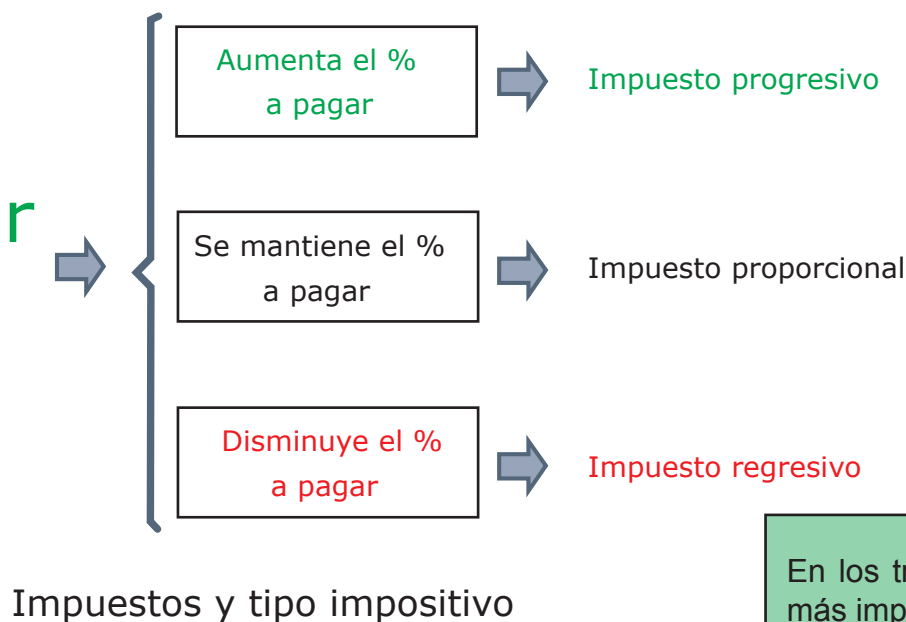 Aumenta el %
a pagar
Impuesto progresivo
r
Se mantiene el %
a pagar
Impuesto proporcional
Disminuye el %
a pagar
Impuesto regresivo
En los
más
Impuestos y tipo impositivo